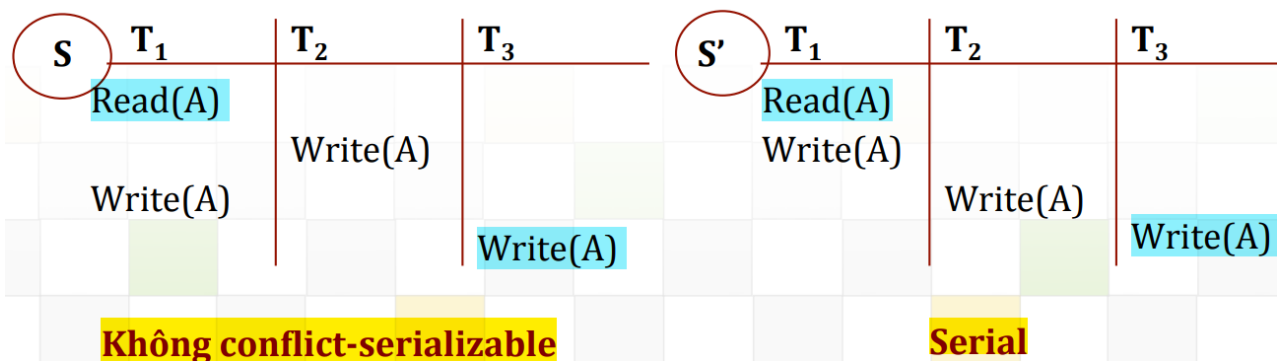 S T₁ T₂ T₃
Read(A)
Write(A)
Write(A)
Write(A)
Không conflict-serializable
S’ T₁ T₂ T₃
Read(A)
Write(A)
Write(A)
Write(A)
Serial